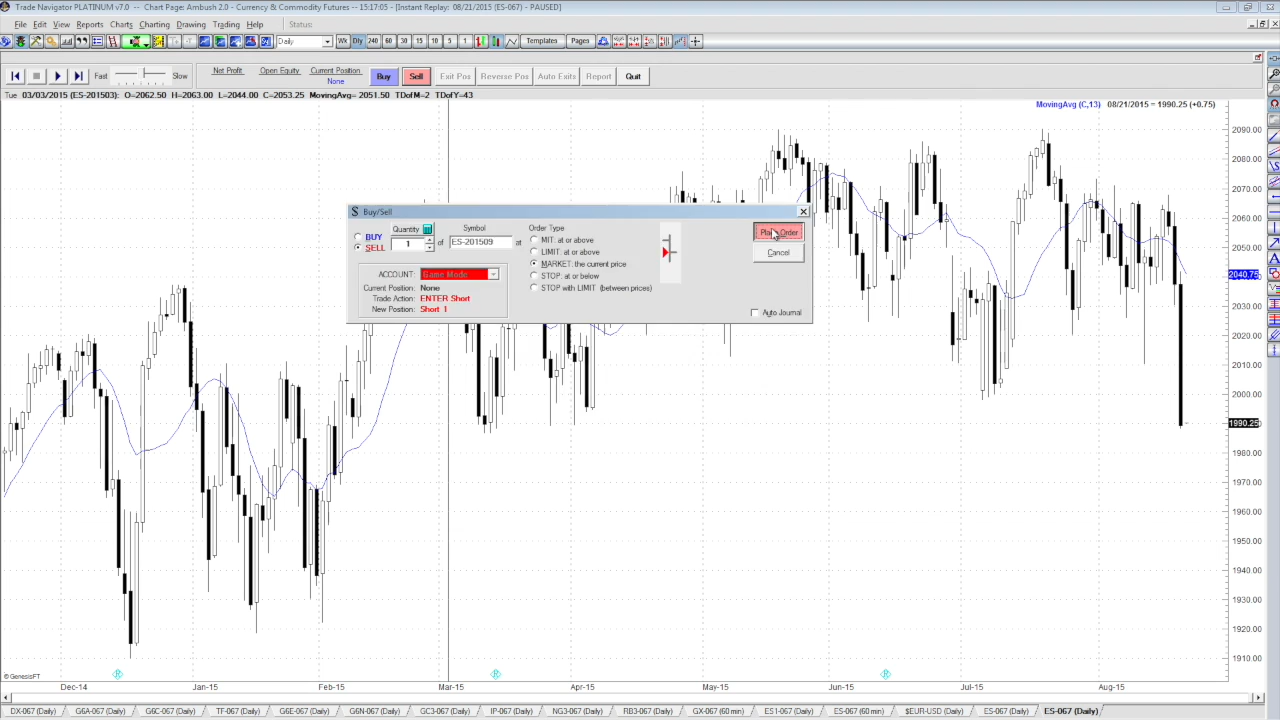 Trade Navigator PLATINUM v7.0 -- Chart Page: Ambush 2.0 - Currency & Commodity Futures -- 15:17:05 - [Instant Replay: 08/21/2015 (ES-067) - PAUSED]
File Edit View Reports Charts Charting Drawing Trading Help Status:
Daily Wk Dly 240 60 30 15 10 5 1 Templates Pages
Fast Slow Net Profit Open Equity Current Position None Buy Sell Exit Pos Reverse Pos Auto Exits Report Quit
Tue 03/03/2015 (ES-201503): O=2062.50 H=2063.00 L=2044.00 C=2053.25 MovingAvg= 2051.50 TDofM=2 TDofY=43
MovingAvg (C,13) 08/21/2015 = 1990.25 (+0.75)
Buy/Sell
BUY
SELL
Quantity
1
of
Symbol
ES-201509
at
Order Type
MIT: at or above
LIMIT: at or above
MARKET: the current price
STOP: at or below
STOP with LIMIT (between prices)
Order
Cancel
Auto Journal
ACCOUNT: Game Mode
Current Position: None
Trade Action: ENTER Short
New Position: Short 1
2090.00
2080.00
2070.00
2060.00
2050.00
2040.75
2030.00
2020.00
2010.00
2000.00
1990.25
1980.00
1970.00
1960.00
1950.00
1940.00
1930.00
1920.00
1910.00
R R R
© GenesisFT
Dec-14 Jan-15 Feb-15 Mar-15 Apr-15 May-15 Jun-15 Jul-15 Aug-15
DX-067 (Daily) G6A-067 (Daily) G6C-067 (Daily) TF-067 (Daily) G6E-067 (Daily) G6N-067 (Daily) GC3-067 (Daily) IP-067 (Daily) NG3-067 (Daily) RB3-067 (Daily) GX-067 (60 min) ES1-067 (Daily) ES-067 (60 min) $EUR-USD (Daily) ES-067 (Daily) ES-067 (Daily)